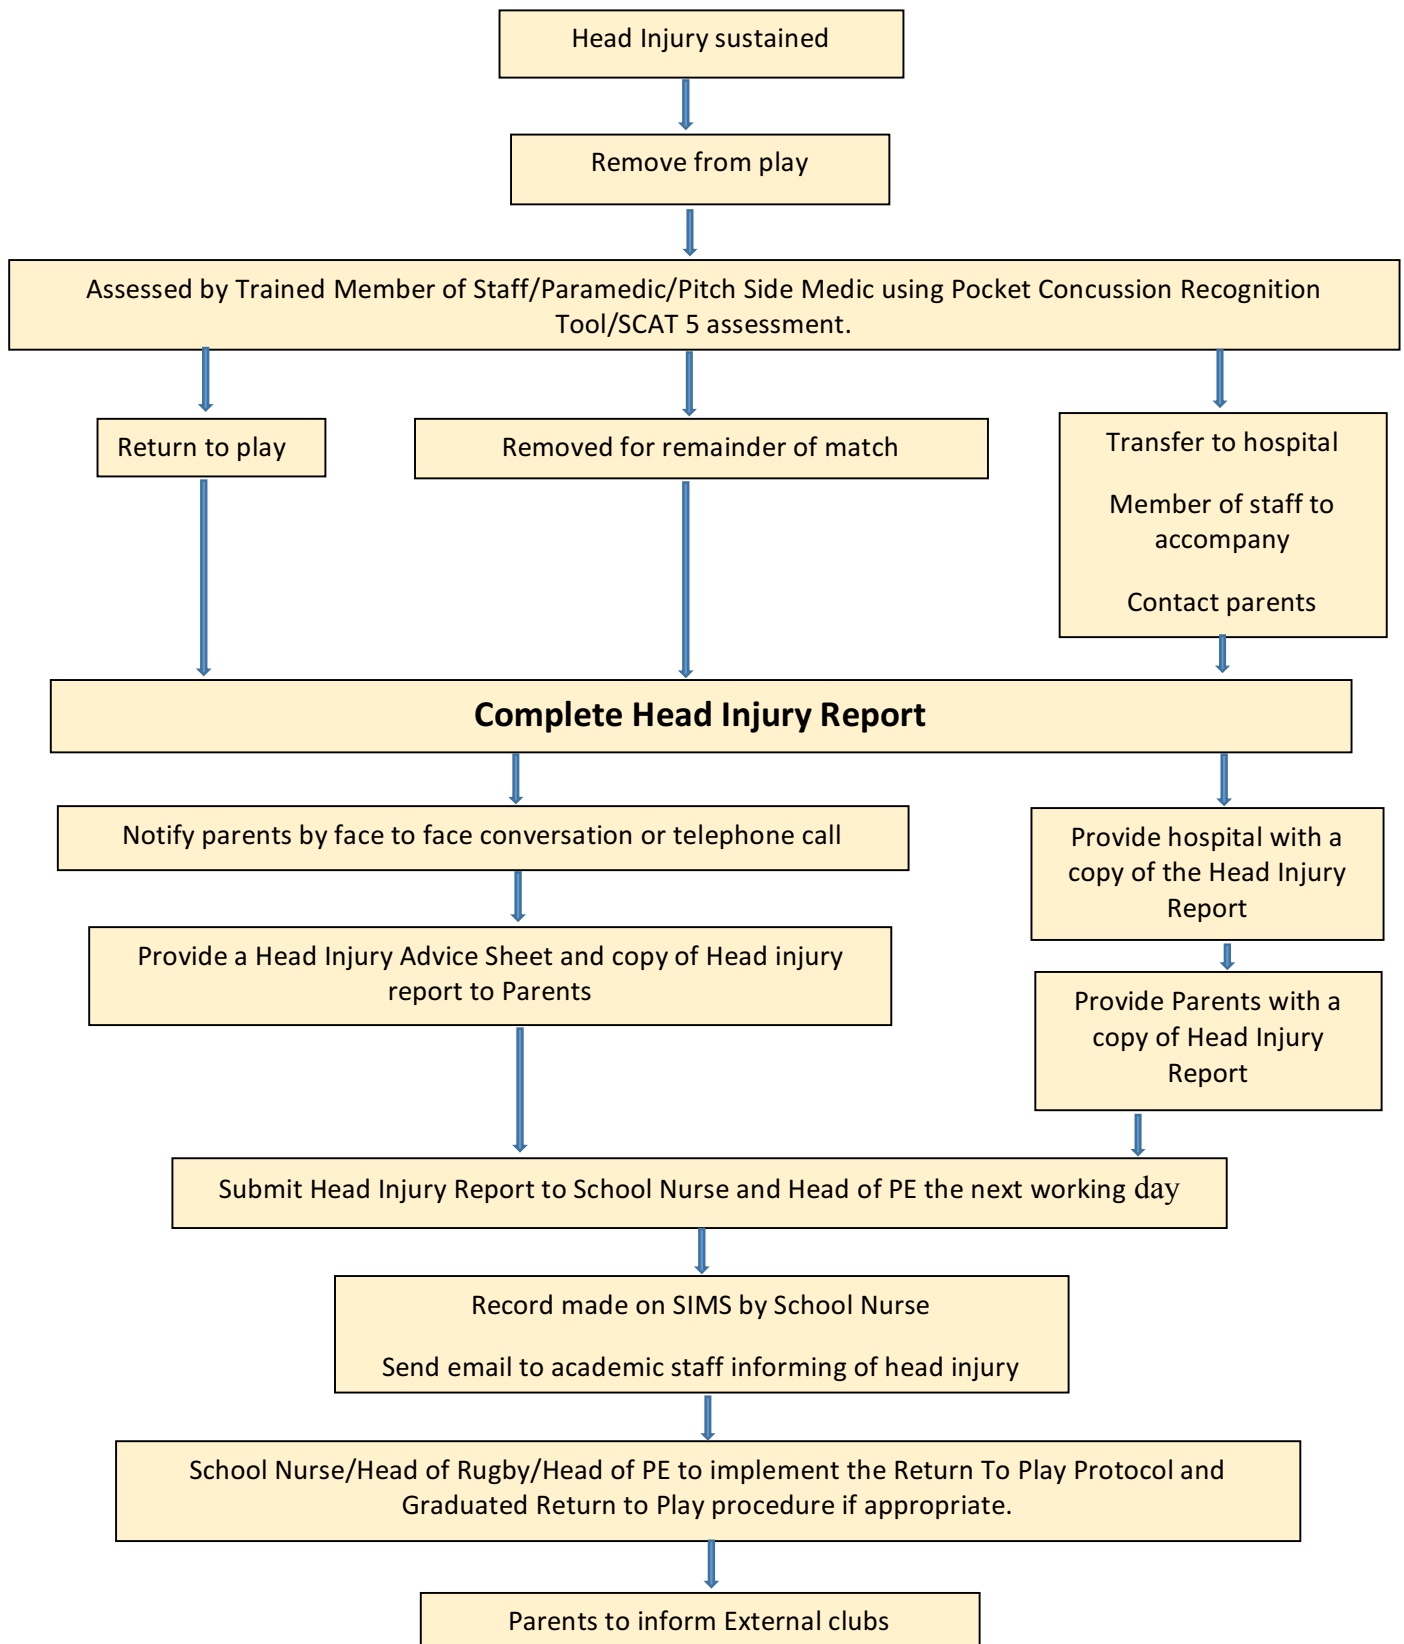 Head Injury sustained
Remove from play
Assessed by Trained Member of Staff/Paramedic/Pitch Side Medic using Pocket Concussion Recognition
Tool/SCAT 5 assessment.
Return to play
Removed for remainder of match
Transfer to hospital
Member of staff to
accompany
Contact parents
Complete Head Injury Report
Notify parents by face to face conversation or telephone call
Provide a Head Injury Advice Sheet and copy of Head injury
report to Parents
Provide hospital with a
copy of the Head Injury
Report
Provide Parents with a
copy of Head Injury
Report
Submit Head Injury Report to School Nurse and Head of PE the next working day
Record made on SIMS by School Nurse
Send email to academic staff informing of head injury
School Nurse/Head of Rugby/Head of PE to implement the Return To Play Protocol and
Graduated Return to Play procedure if appropriate.
Parents to inform External clubs